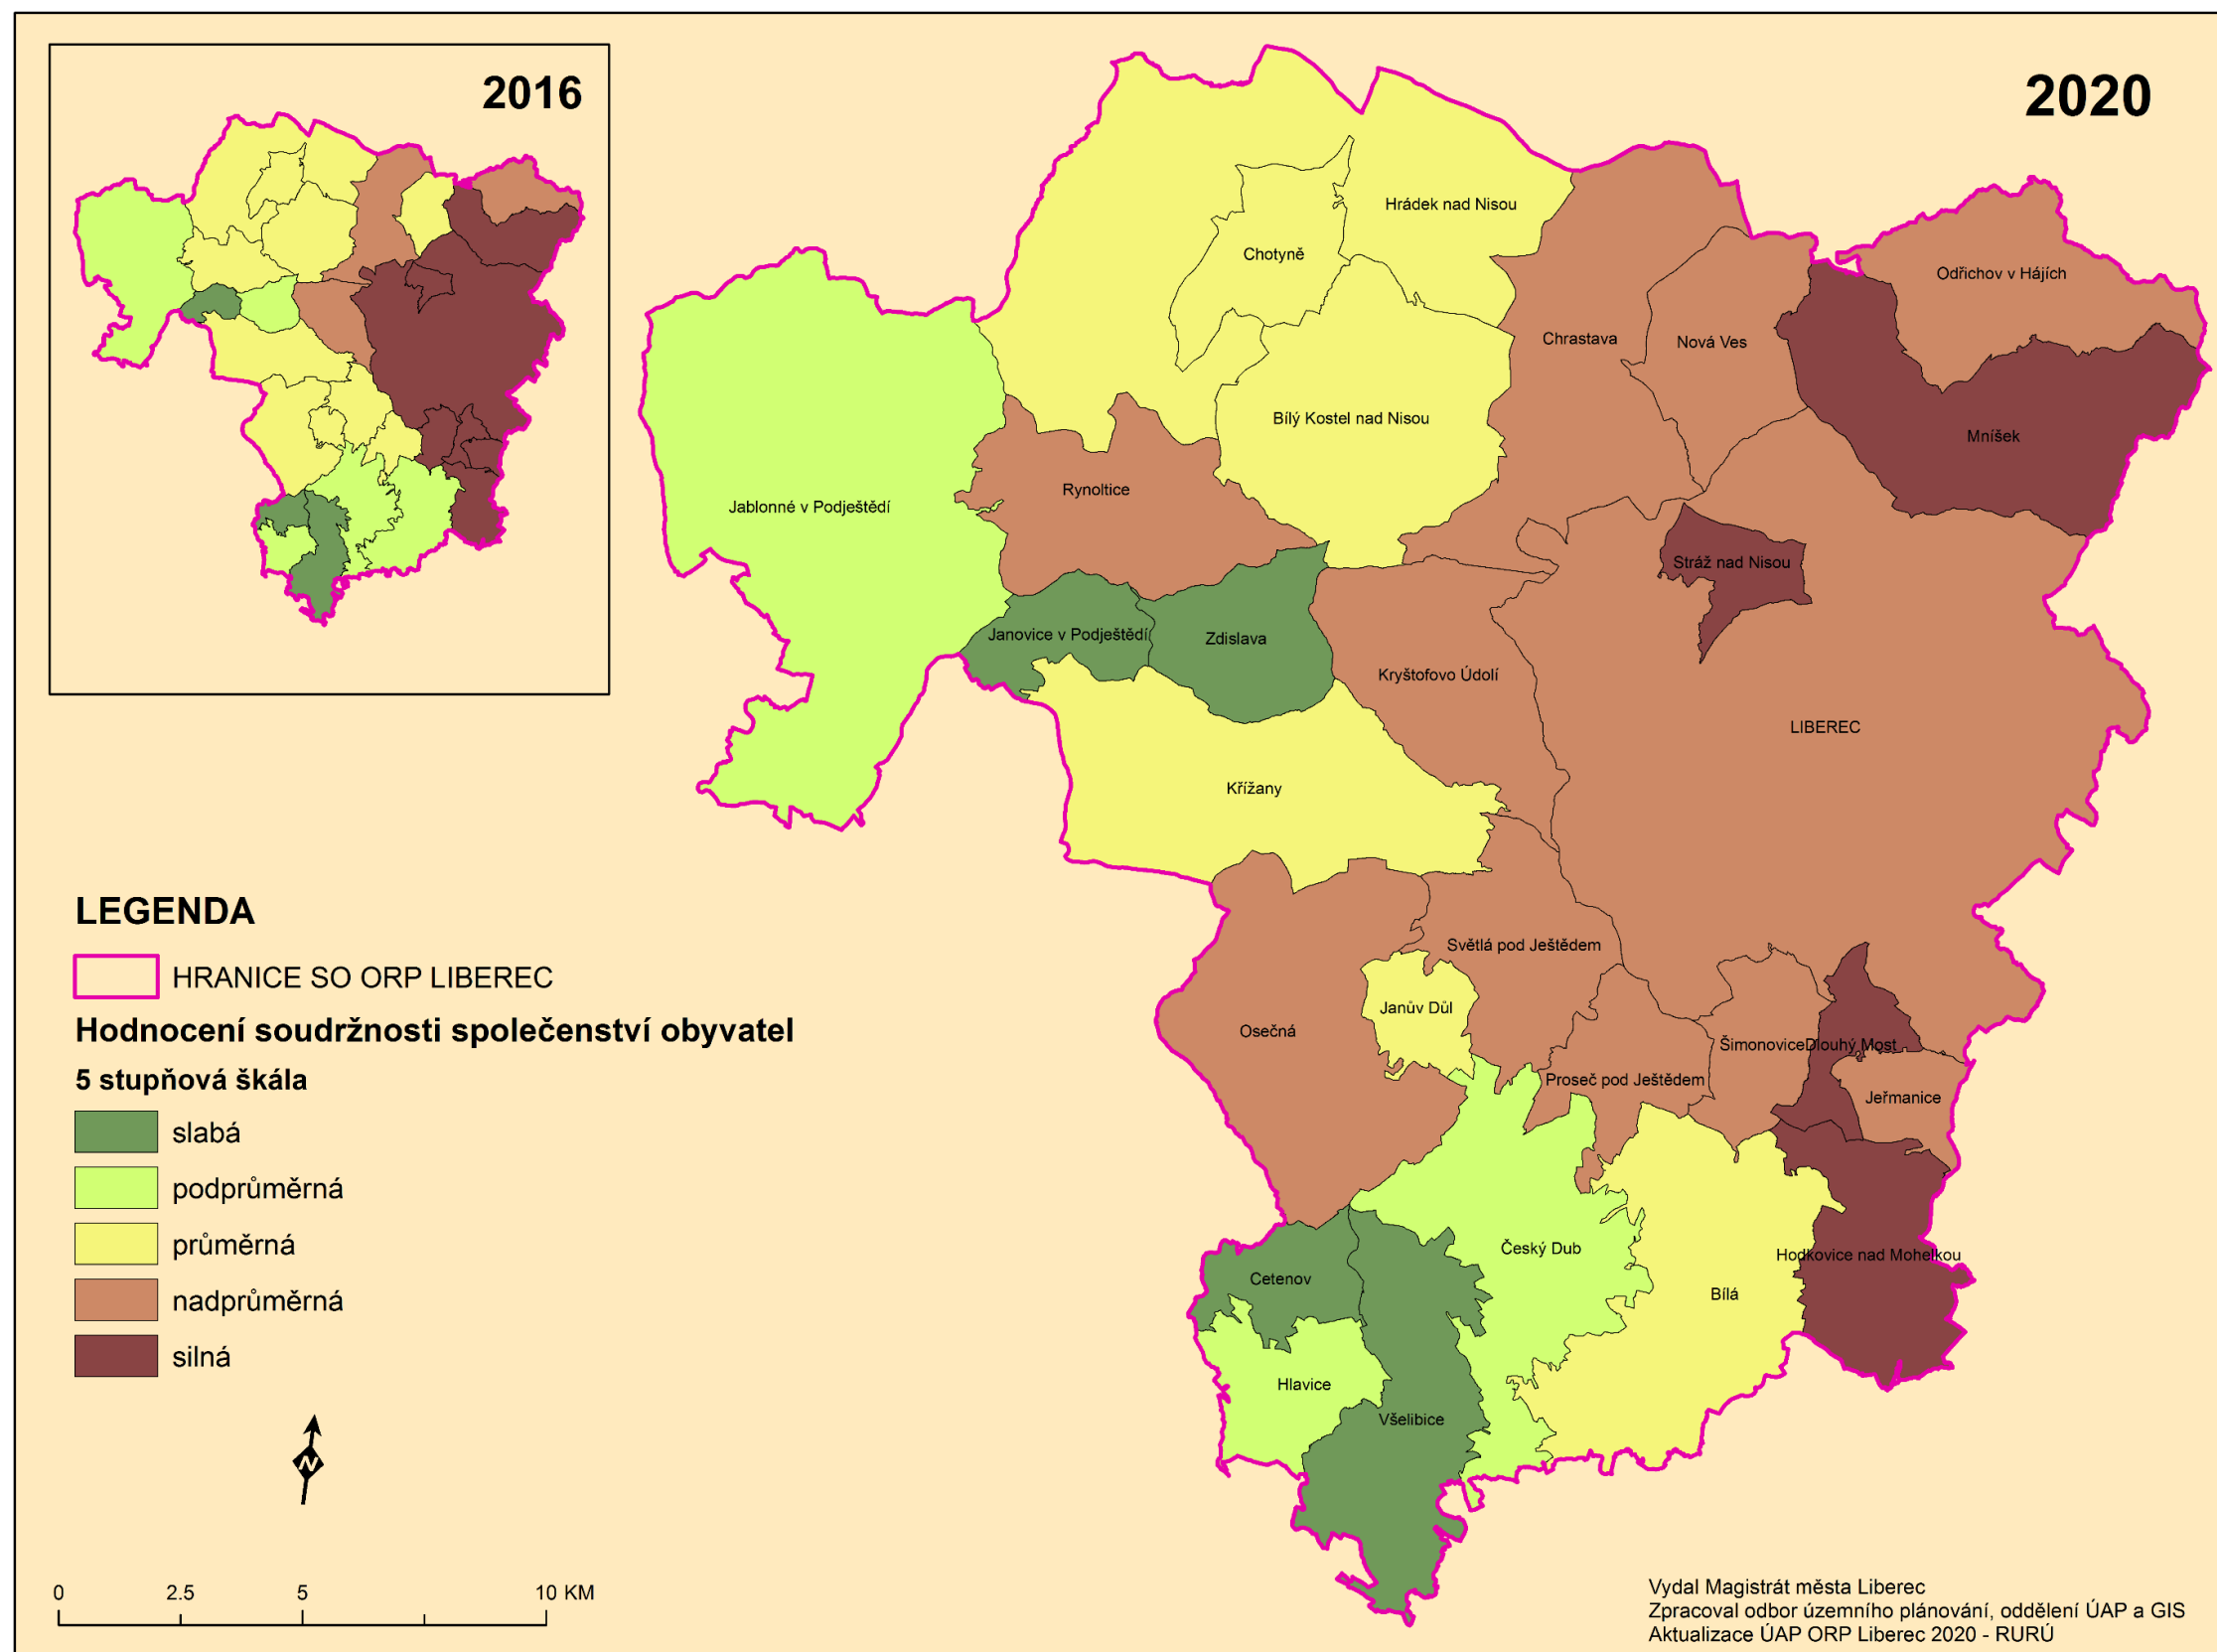 2016
2020
Hrádek nad Nisou
Chotyně
Odřichov v Hájích
Chrastava
Nová Ves
Bílý Kostel nad Nisou
Mníšek
Rynoltice
Jablonné v Podještědí
Stráž nad Nisou
Janovice v Podještědí
Zdislava
Kryštofovo Údolí
LIBEREC
Křížany
Světlá pod Ještědem
Janův Důl
Osečná
Šimonovice
Dlouhý Most
Proseč pod Ještědem
Jeřmanice
Český Dub
Hodkovice nad Mohelkou
Cetenov
Bílá
Hlavice
Všelibice
LEGENDA
HRANICE SO ORP LIBEREC
Hodnocení soudržnosti společenství obyvatel
5 stupňová škála
slabá
podprůměrná
průměrná
nadprůměrná
silná
N
0 2.5 5 10 KM
Vydal Magistrát města Liberec
Zpracoval odbor územního plánování, oddělení ÚAP a GIS
Aktualizace ÚAP ORP Liberec 2020 - RURÚ